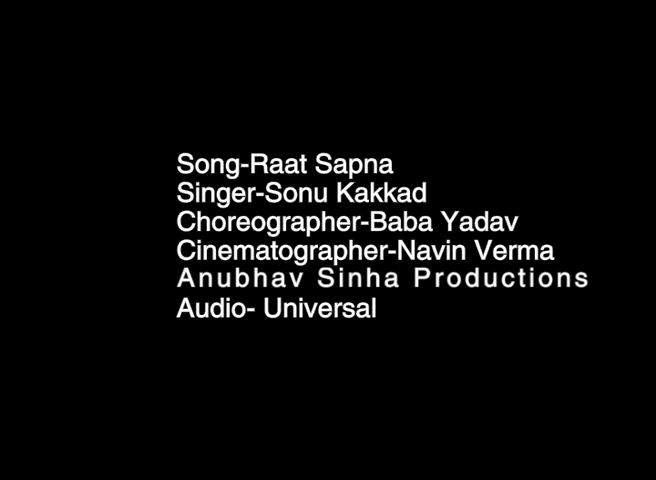 Song-Raat Sapna
Singer-Sonu Kakkad
Choreographer-Baba Yadav
Cinematographer-Navin Verma
Anubhav Sinha Productions
Audio- Universal